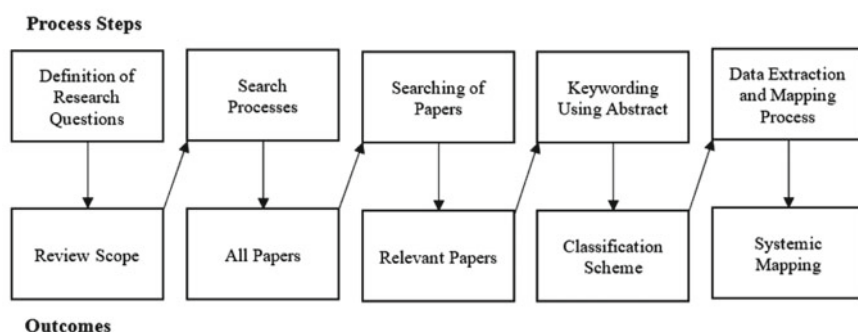 Process Steps
Definition of
Research
Questions
Search
Processes
Searching of
Papers
Keywording
Using Abstract
Data Extraction
and Mapping
Process
Review Scope
All Papers
Relevant Papers
Classification
Scheme
Systemic
Mapping
Outcomes